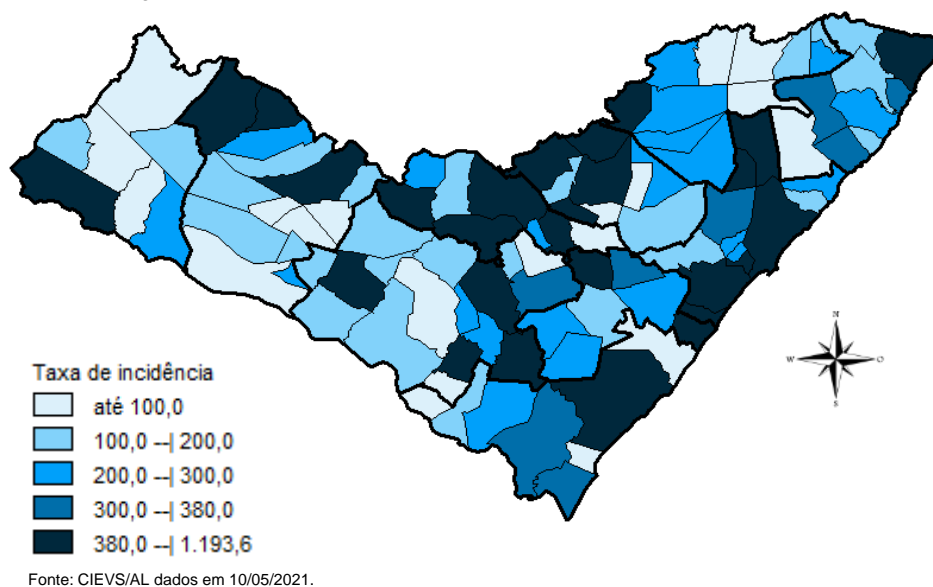 N
W
O
S
Taxa de incidência
até 100,0
100,0 --| 200,0
200,0 --| 300,0
300,0 --| 380,0
380,0 --| 1.193,6
Fonte: CIEVS/AL dados em 10/05/2021.